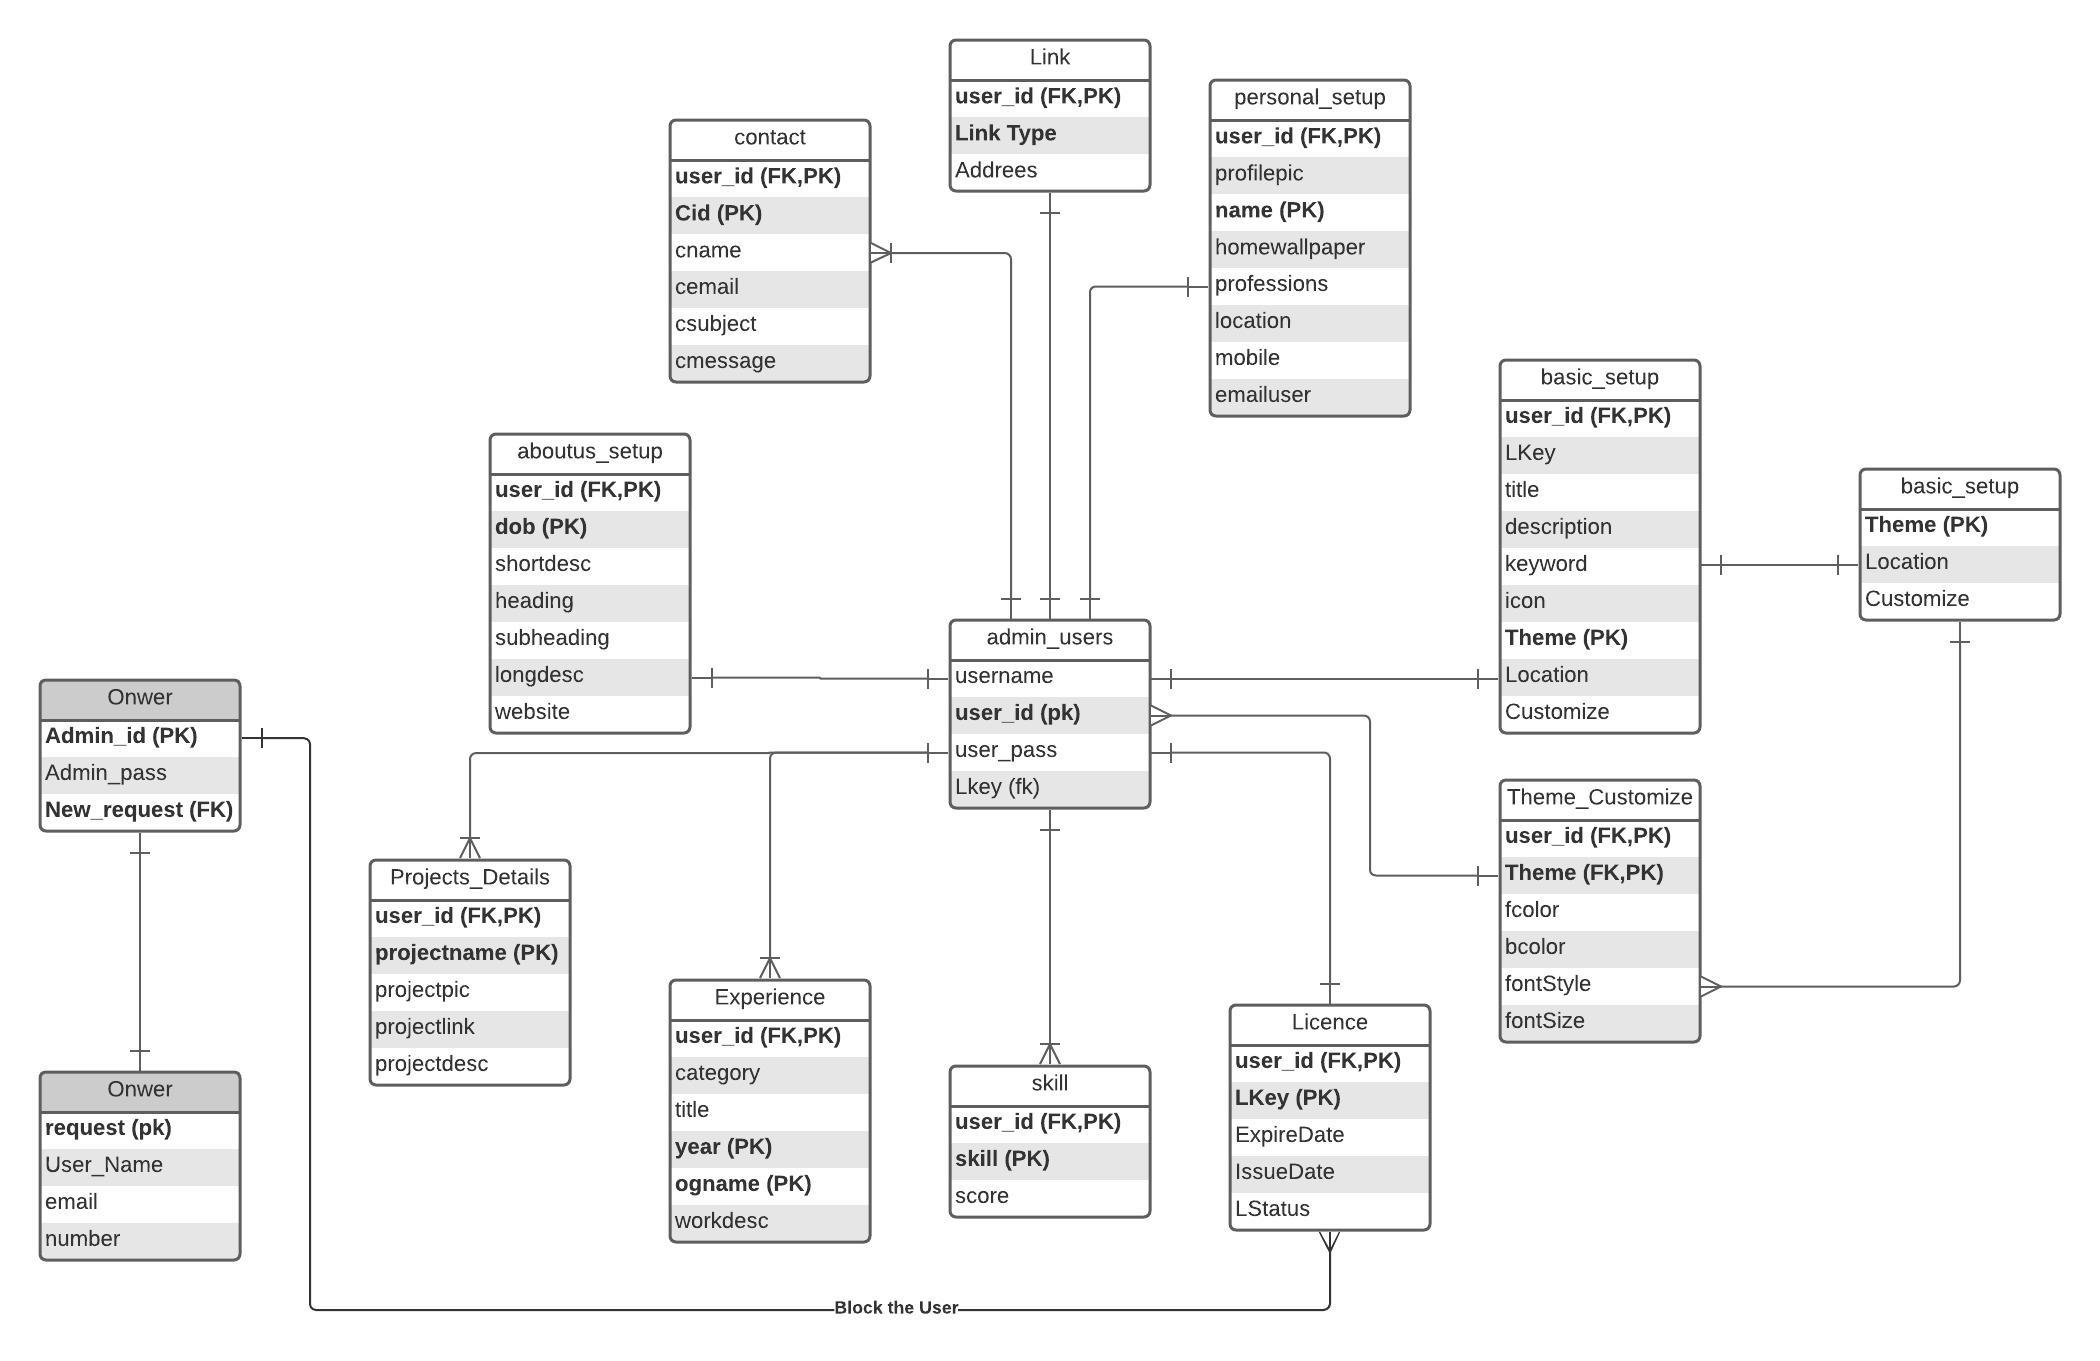 Link
user_id (FK,PK)
Link Type
Addrees
personal_setup
user_id (FK,PK)
profilepic
name (PK)
homewallpaper
professions
location
mobile
emailuser
contact
user_id (FK,PK)
Cid (PK)
cname
cemail
csubject
cmessage
basic_setup
user_id (FK,PK)
LKey
title
description
keyword
icon
Theme (PK)
Location
Customize
basic_setup
Theme (PK)
Location
Customize
aboutus_setup
user_id (FK,PK)
dob (PK)
shortdesc
heading
subheading
longdesc
website
admin_users
username
user_id (pk)
user_pass
Lkey (fk)
Onwer
Admin_id (PK)
Admin_pass
New_request (FK)
Theme_Customize
user_id (FK,PK)
Theme (FK,PK)
fcolor
bcolor
fontStyle
fontSize
Projects_Details
user_id (FK,PK)
projectname (PK)
projectpic
projectlink
projectdesc
Experience
user_id (FK,PK)
category
title
year (PK)
ogname (PK)
workdesc
skill
user_id (FK,PK)
skill (PK)
score
Licence
user_id (FK,PK)
LKey (PK)
ExpireDate
IssueDate
LStatus
Onwer
request (pk)
User_Name
email
number
Block the User